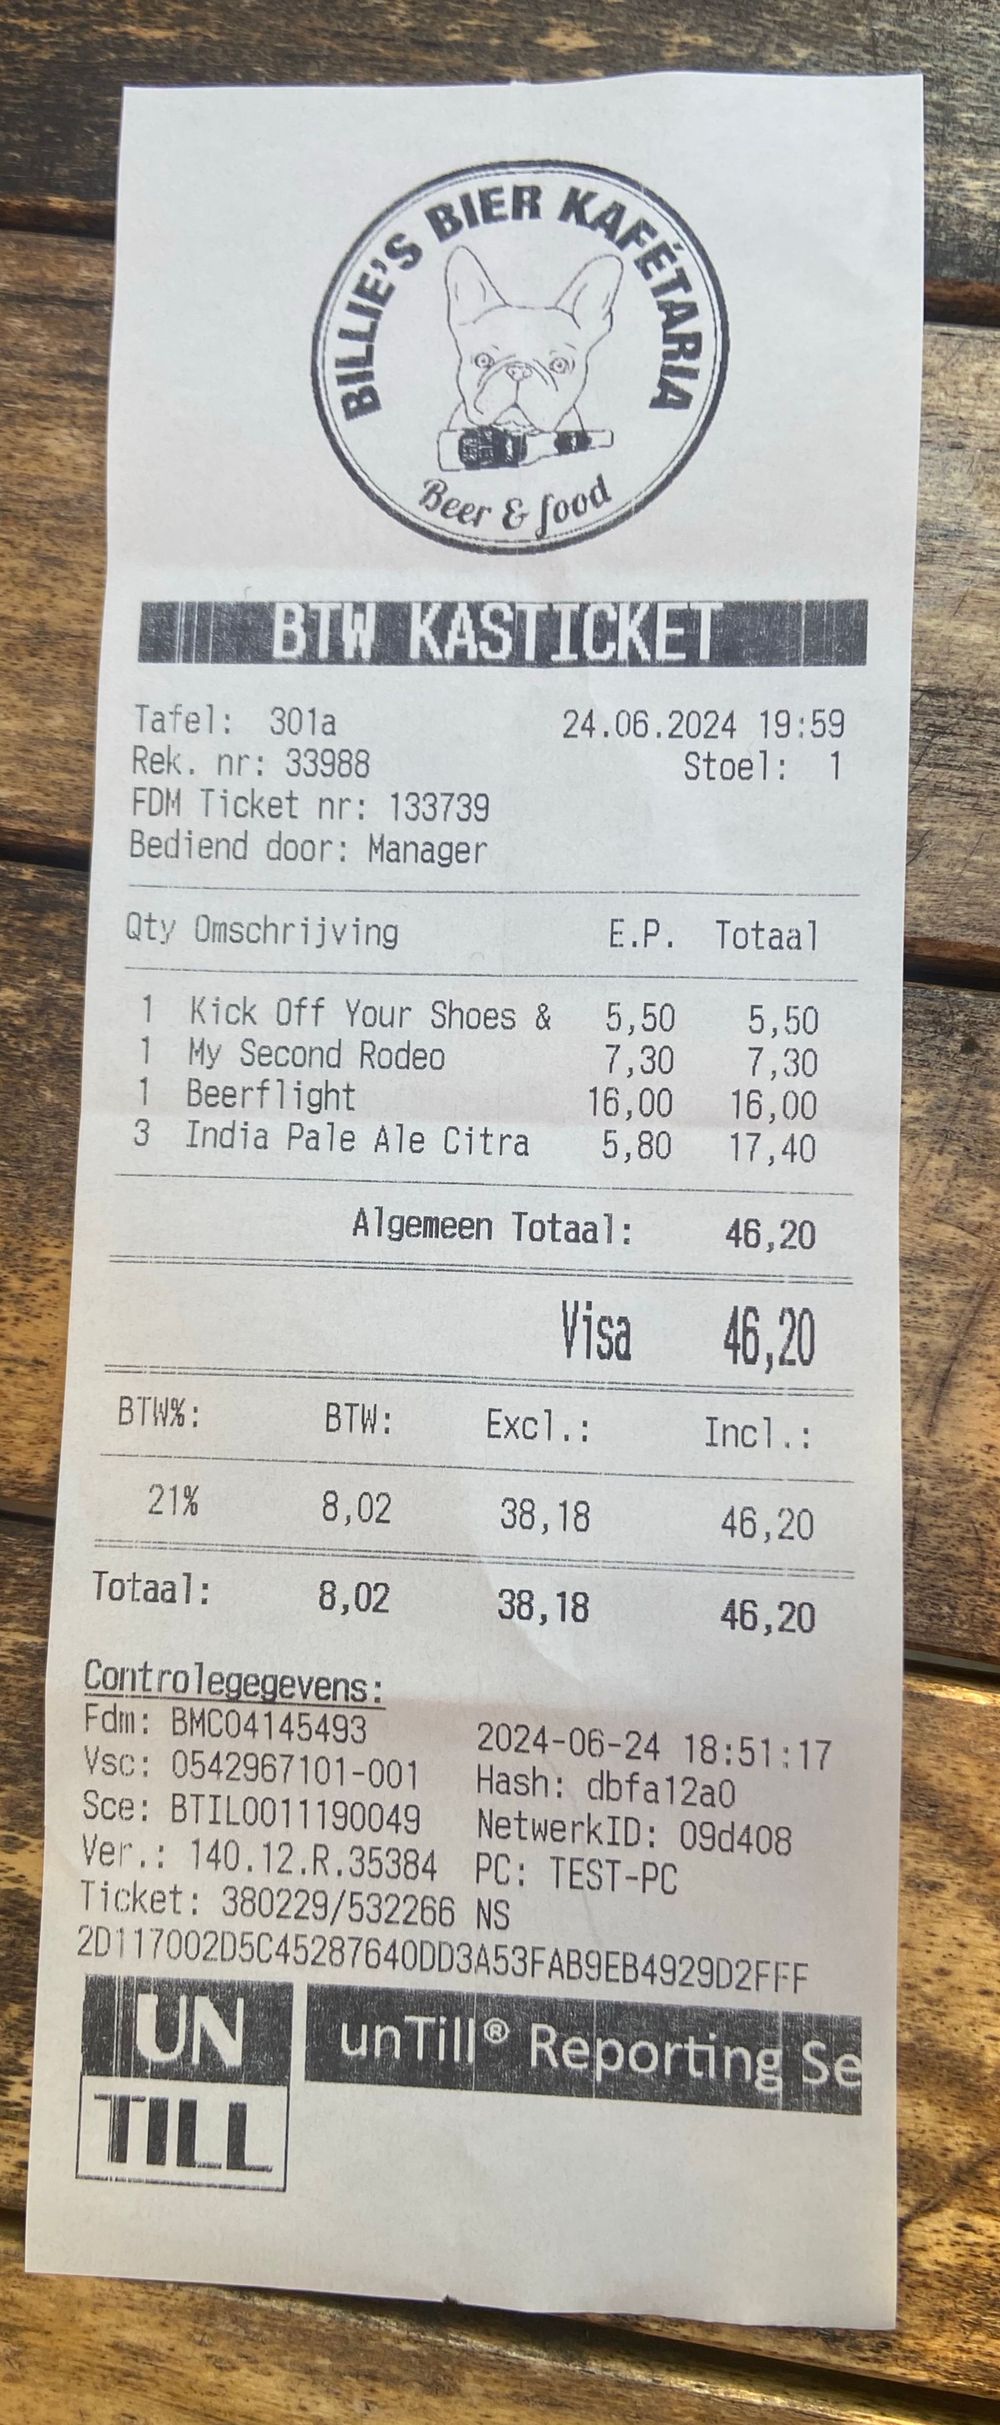 BILLIE'S BIER KAFÉTARIA
Beer & food
BTW KASTICKET
Tafel: 301a 24.06.2024 19:59
Rek. nr: 33988 Stoel: 1
FDM Ticket nr: 133739
Bediend door: Manager
Qty Omschrijving E.P. Totaal
1 Kick Off Your Shoes & 5,50 5,50
1 My Second Rodeo 7,30 7,30
1 Beerflight 16,00 16,00
3 India Pale Ale Citra 5,80 17,40
Algemeen Totaal: 46,20
Visa 46,20
BTW%: BTW: Excl.: Incl.:
21% 8,02 38,18 46,20
Totaal: 8,02 38,18 46,20
Controlegegevens:
Fdm: BMC04145493 2024-06-24 18:51:17
Vsc: 0542967101-001 Hash: dbfa12a0
Sce: BTIL0011190049 NetwerkID: 09d408
Ver.: 140.12.R.35384 PC: TEST-PC
Ticket: 380229/532266 NS
2D117002D5C45287640DD3A53FAB9EB4929D2FFF
UN
TILL
unTill® Reporting Se